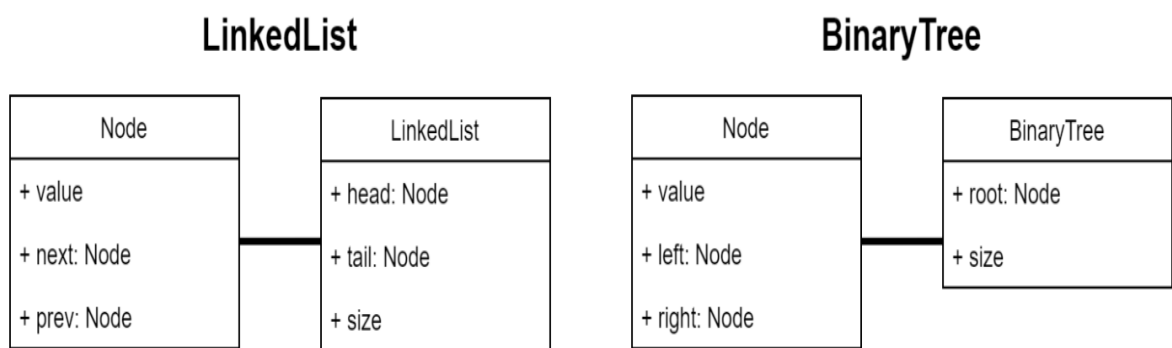 LinkedList
Node
+ value
+ next: Node
+ prev: Node
LinkedList
+ head: Node
+ tail: Node
+ size
BinaryTree
Node
+ value
+ left: Node
+ right: Node
BinaryTree
+ root: Node
+ size